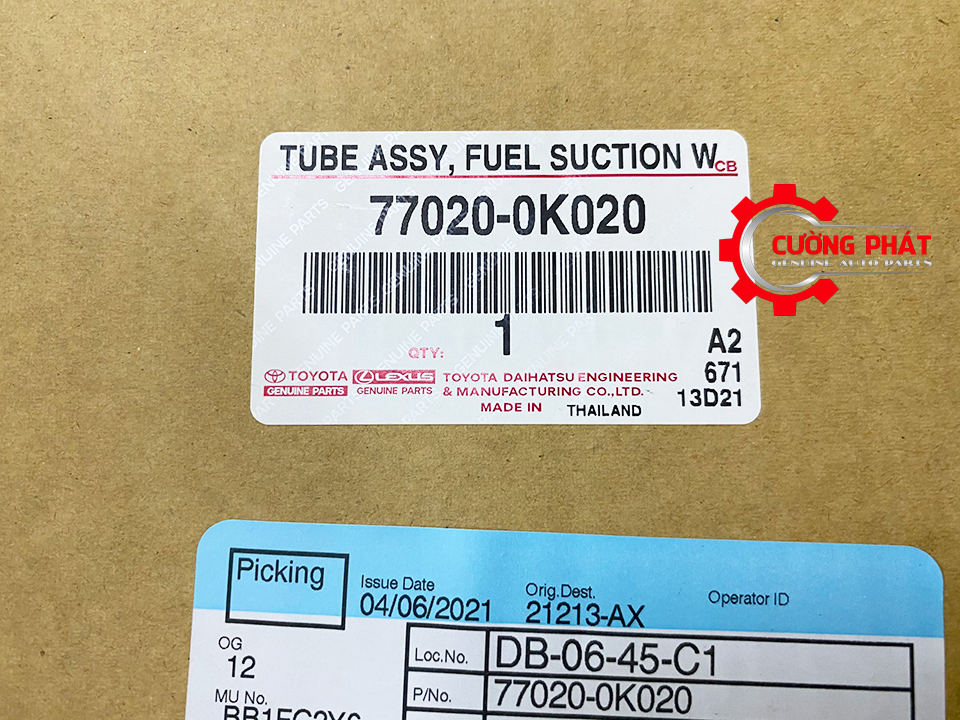 TUBE ASSY, FUEL SUCTION W CB
77020-0K020
QTY: 1
A2
671
13D21
TOYOTA
GENUINE PARTS
LEXUS
GENUINE PARTS
TOYOTA DAIHATSU ENGINEERING
& MANUFACTURING CO., LTD.
MADE IN THAILAND
CƯỜNG PHÁT
GENUINE AUTO PARTS
Picking
Issue Date
04/06/2021
Orig.Dest.
21213-AX
Operator ID
OG
12
Loc.No. DB-06-45-C1
MU No.
P/No. 77020-0K020